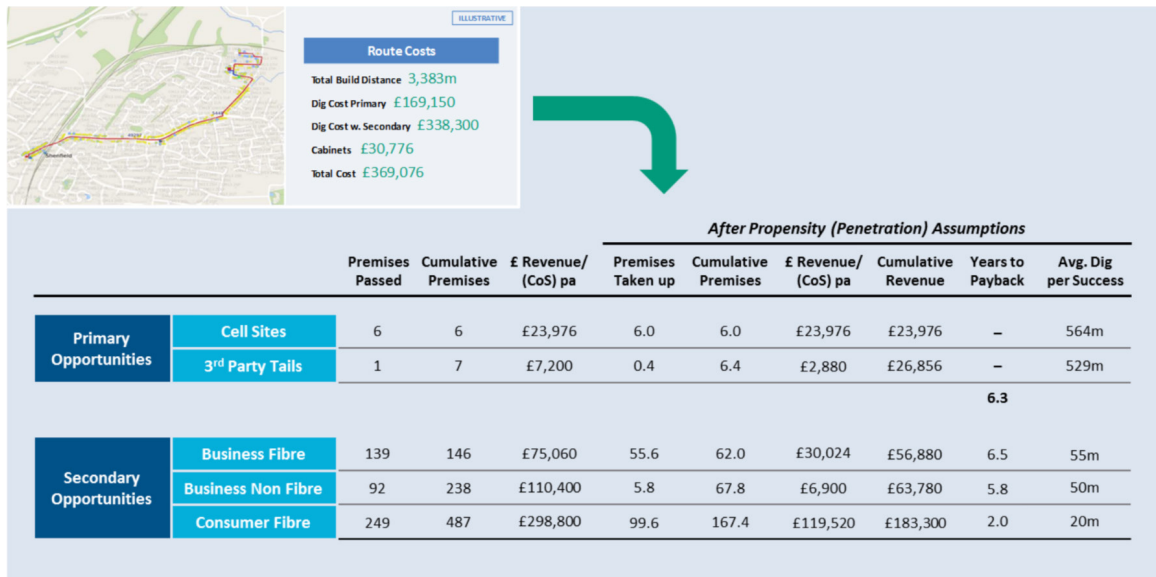 ILLUSTRATIVE
Route Costs
Total Build Distance 3,383m
Dig Cost Primary £169,150
Dig Cost w. Secondary £338,300
Cabinets £30,776
Total Cost £369,076
Shenfield
After Propensity (Penetration) Assumptions
Premises Passed Cumulative Premises £ Revenue/ (CoS) pa Premises Taken up Cumulative Premises £ Revenue/ (CoS) pa Cumulative Revenue Years to Payback Avg. Dig per Success
Primary Opportunities
Cell Sites 6 6 £23,976 6.0 6.0 £23,976 £23,976 – 564m
3rd Party Tails 1 7 £7,200 0.4 6.4 £2,880 £26,856 – 529m
6.3
Secondary Opportunities
Business Fibre 139 146 £75,060 55.6 62.0 £30,024 £56,880 6.5 55m
Business Non Fibre 92 238 £110,400 5.8 67.8 £6,900 £63,780 5.8 50m
Consumer Fibre 249 487 £298,800 99.6 167.4 £119,520 £183,300 2.0 20m